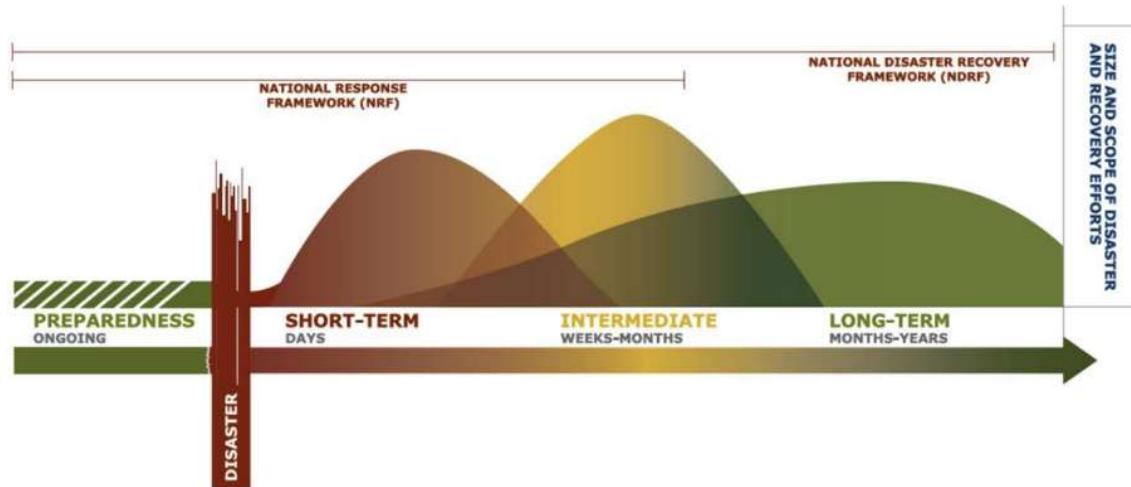 NATIONAL DISASTER RECOVERY
FRAMEWORK (NDRF)
NATIONAL RESPONSE
FRAMEWORK (NRF)
SIZE AND SCOPE OF DISASTER
AND RECOVERY EFFORTS
PREPAREDNESS
ONGOING
SHORT-TERM
DAYS
INTERMEDIATE
WEEKS-MONTHS
LONG-TERM
MONTHS-YEARS
DISASTER